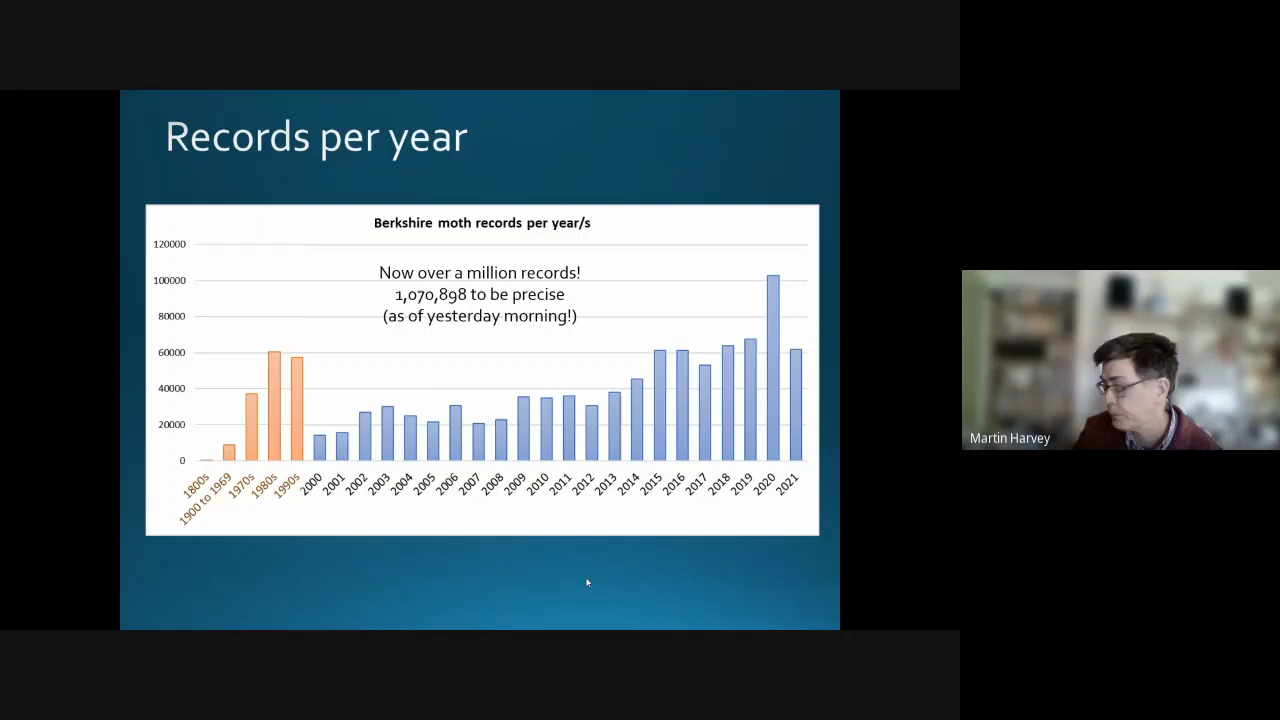 Records per year
Berkshire moth records per year/s
Now over a million records!
1,070,898 to be precise
(as of yesterday morning!)
120000
100000
80000
60000
40000
20000
0
1800s
1900 to 1969
1970s
1980s
1990s
2000
2001
2002
2003
2004
2005
2006
2007
2008
2009
2010
2011
2012
2013
2014
2015
2016
2017
2018
2019
2020
2021
Martin Harvey